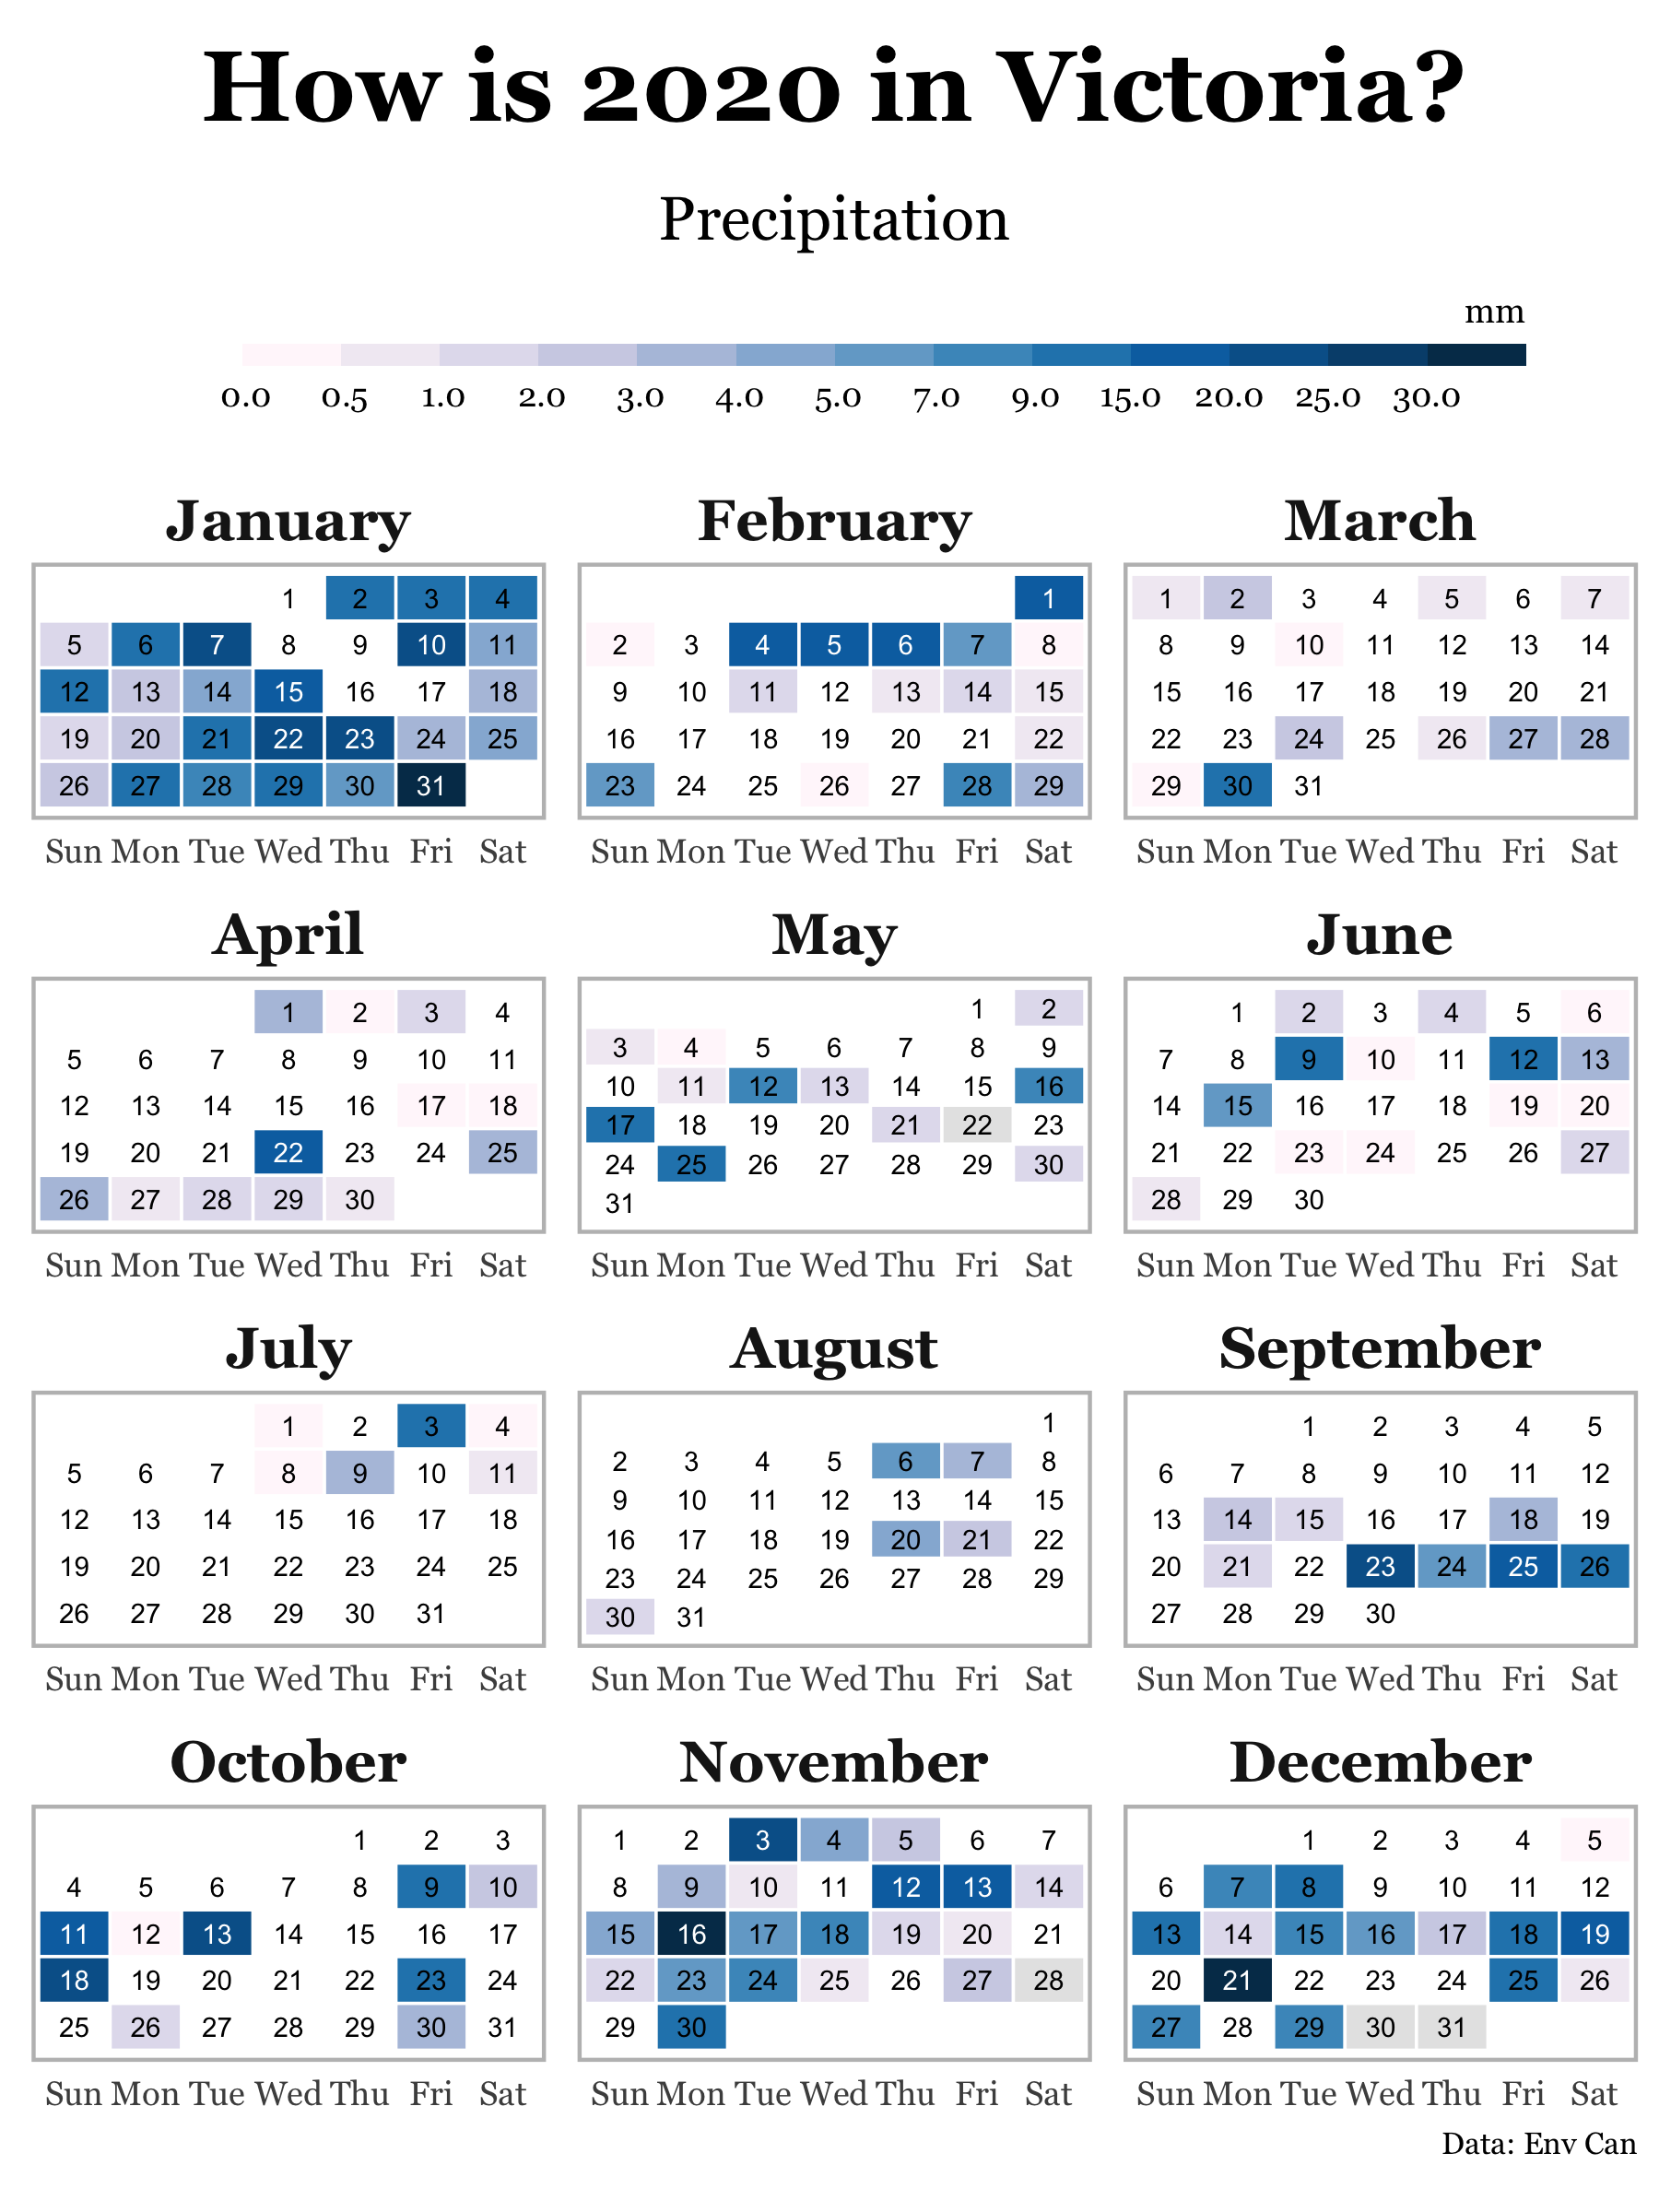 How is 2020 in Victoria?
Precipitation
mm
0.0 0.5 1.0 2.0 3.0 4.0 5.0 7.0 9.0 15.0 20.0 25.0 30.0
January
1 2 3 4
5 6 7 8 9 10 11
12 13 14 15 16 17 18
19 20 21 22 23 24 25
26 27 28 29 30 31
Sun Mon Tue Wed Thu Fri Sat
February
1
2 3 4 5 6 7 8
9 10 11 12 13 14 15
16 17 18 19 20 21 22
23 24 25 26 27 28 29
Sun Mon Tue Wed Thu Fri Sat
March
1 2 3 4 5 6 7
8 9 10 11 12 13 14
15 16 17 18 19 20 21
22 23 24 25 26 27 28
29 30 31
Sun Mon Tue Wed Thu Fri Sat
April
1 2 3 4
5 6 7 8 9 10 11
12 13 14 15 16 17 18
19 20 21 22 23 24 25
26 27 28 29 30
Sun Mon Tue Wed Thu Fri Sat
May
1 2
3 4 5 6 7 8 9
10 11 12 13 14 15 16
17 18 19 20 21 22 23
24 25 26 27 28 29 30
31
Sun Mon Tue Wed Thu Fri Sat
June
1 2 3 4 5 6
7 8 9 10 11 12 13
14 15 16 17 18 19 20
21 22 23 24 25 26 27
28 29 30
Sun Mon Tue Wed Thu Fri Sat
July
1 2 3 4
5 6 7 8 9 10 11
12 13 14 15 16 17 18
19 20 21 22 23 24 25
26 27 28 29 30 31
Sun Mon Tue Wed Thu Fri Sat
August
1
2 3 4 5 6 7 8
9 10 11 12 13 14 15
16 17 18 19 20 21 22
23 24 25 26 27 28 29
30 31
Sun Mon Tue Wed Thu Fri Sat
September
1 2 3 4 5
6 7 8 9 10 11 12
13 14 15 16 17 18 19
20 21 22 23 24 25 26
27 28 29 30
Sun Mon Tue Wed Thu Fri Sat
October
1 2 3
4 5 6 7 8 9 10
11 12 13 14 15 16 17
18 19 20 21 22 23 24
25 26 27 28 29 30 31
Sun Mon Tue Wed Thu Fri Sat
November
1 2 3 4 5 6 7
8 9 10 11 12 13 14
15 16 17 18 19 20 21
22 23 24 25 26 27 28
29 30
Sun Mon Tue Wed Thu Fri Sat
December
1 2 3 4 5
6 7 8 9 10 11 12
13 14 15 16 17 18 19
20 21 22 23 24 25 26
27 28 29 30 31
Sun Mon Tue Wed Thu Fri Sat
Data: Env Can